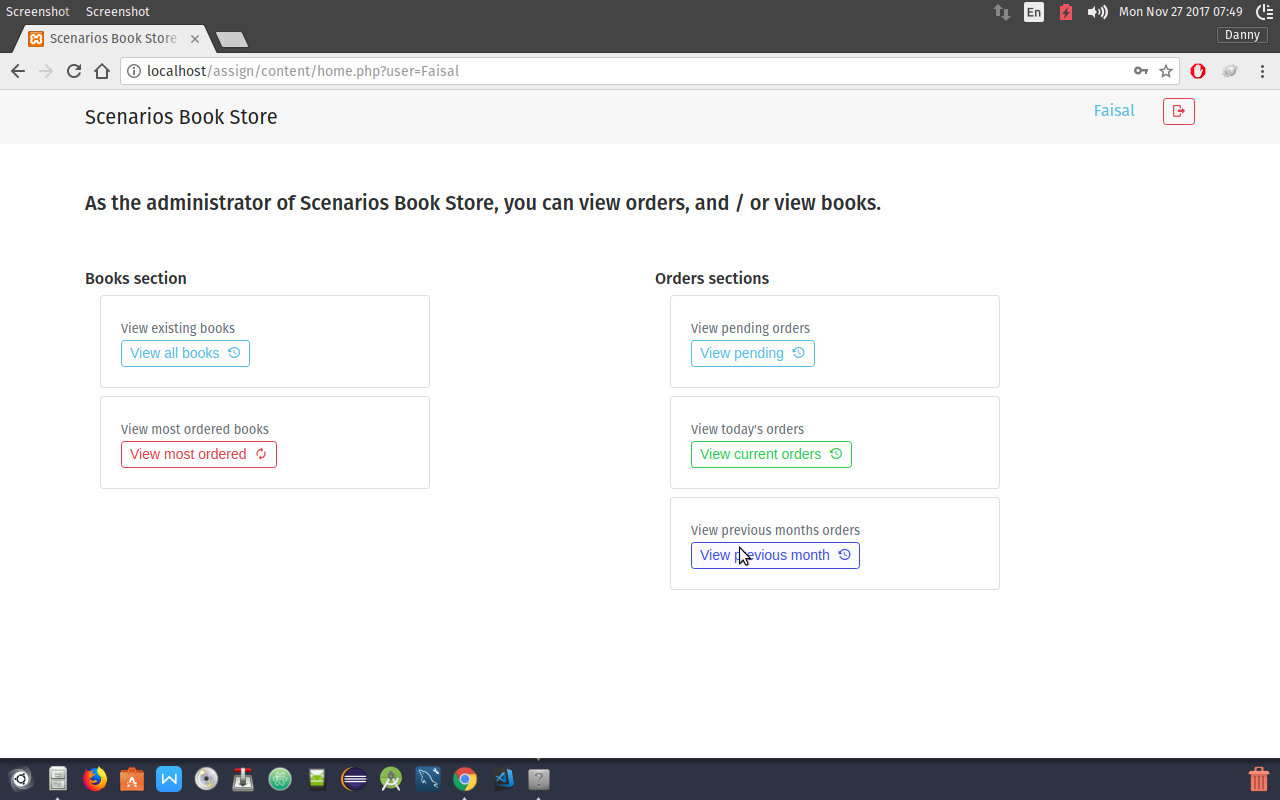 Screenshot Screenshot
En
Mon Nov 27 2017 07:49
Scenarios Book Store
Danny
localhost/assign/content/home.php?user=Faisal
Scenarios Book Store
Faisal
As the administrator of Scenarios Book Store, you can view orders, and / or view books.
Books section
View existing books
View all books
View most ordered books
View most ordered
Orders sections
View pending orders
View pending
View today's orders
View current orders
View previous months orders
View previous month